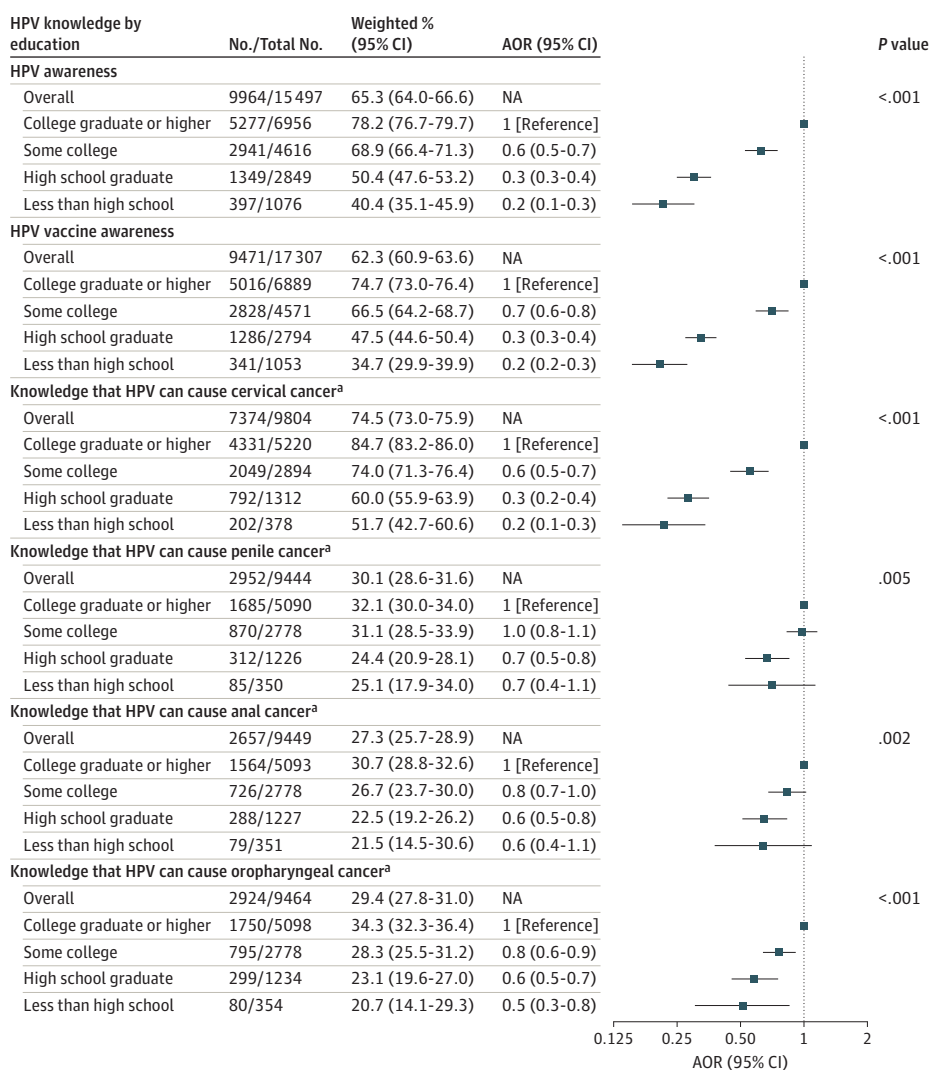 HPV knowledge by education No./Total No. Weighted % (95% CI) AOR (95% CI) P value
HPV awareness
Overall 9964/15 497 65.3 (64.0-66.6) NA <.001
College graduate or higher 5277/6956 78.2 (76.7-79.7) 1 [Reference]
Some college 2941/4616 68.9 (66.4-71.3) 0.6 (0.5-0.7)
High school graduate 1349/2849 50.4 (47.6-53.2) 0.3 (0.3-0.4)
Less than high school 397/1076 40.4 (35.1-45.9) 0.2 (0.1-0.3)
HPV vaccine awareness
Overall 9471/17 307 62.3 (60.9-63.6) NA <.001
College graduate or higher 5016/6889 74.7 (73.0-76.4) 1 [Reference]
Some college 2828/4571 66.5 (64.2-68.7) 0.7 (0.6-0.8)
High school graduate 1286/2794 47.5 (44.6-50.4) 0.3 (0.3-0.4)
Less than high school 341/1053 34.7 (29.9-39.9) 0.2 (0.2-0.3)
Knowledge that HPV can cause cervical cancerᵃ
Overall 7374/9804 74.5 (73.0-75.9) NA <.001
College graduate or higher 4331/5220 84.7 (83.2-86.0) 1 [Reference]
Some college 2049/2894 74.0 (71.3-76.4) 0.6 (0.5-0.7)
High school graduate 792/1312 60.0 (55.9-63.9) 0.3 (0.2-0.4)
Less than high school 202/378 51.7 (42.7-60.6) 0.2 (0.1-0.3)
Knowledge that HPV can cause penile cancerᵃ
Overall 2952/9444 30.1 (28.6-31.6) NA .005
College graduate or higher 1685/5090 32.1 (30.0-34.0) 1 [Reference]
Some college 870/2778 31.1 (28.5-33.9) 1.0 (0.8-1.1)
High school graduate 312/1226 24.4 (20.9-28.1) 0.7 (0.5-0.8)
Less than high school 85/350 25.1 (17.9-34.0) 0.7 (0.4-1.1)
Knowledge that HPV can cause anal cancerᵃ
Overall 2657/9449 27.3 (25.7-28.9) NA .002
College graduate or higher 1564/5093 30.7 (28.8-32.6) 1 [Reference]
Some college 726/2778 26.7 (23.7-30.0) 0.8 (0.7-1.0)
High school graduate 288/1227 22.5 (19.2-26.2) 0.6 (0.5-0.8)
Less than high school 79/351 21.5 (14.5-30.6) 0.6 (0.4-1.1)
Knowledge that HPV can cause oropharyngeal cancerᵃ
Overall 2924/9464 29.4 (27.8-31.0) NA <.001
College graduate or higher 1750/5098 34.3 (32.3-36.4) 1 [Reference]
Some college 795/2778 28.3 (25.5-31.2) 0.8 (0.6-0.9)
High school graduate 299/1234 23.1 (19.6-27.0) 0.6 (0.5-0.7)
Less than high school 80/354 20.7 (14.1-29.3) 0.5 (0.3-0.8)
0.125 0.25 0.50 1 2
AOR (95% CI)